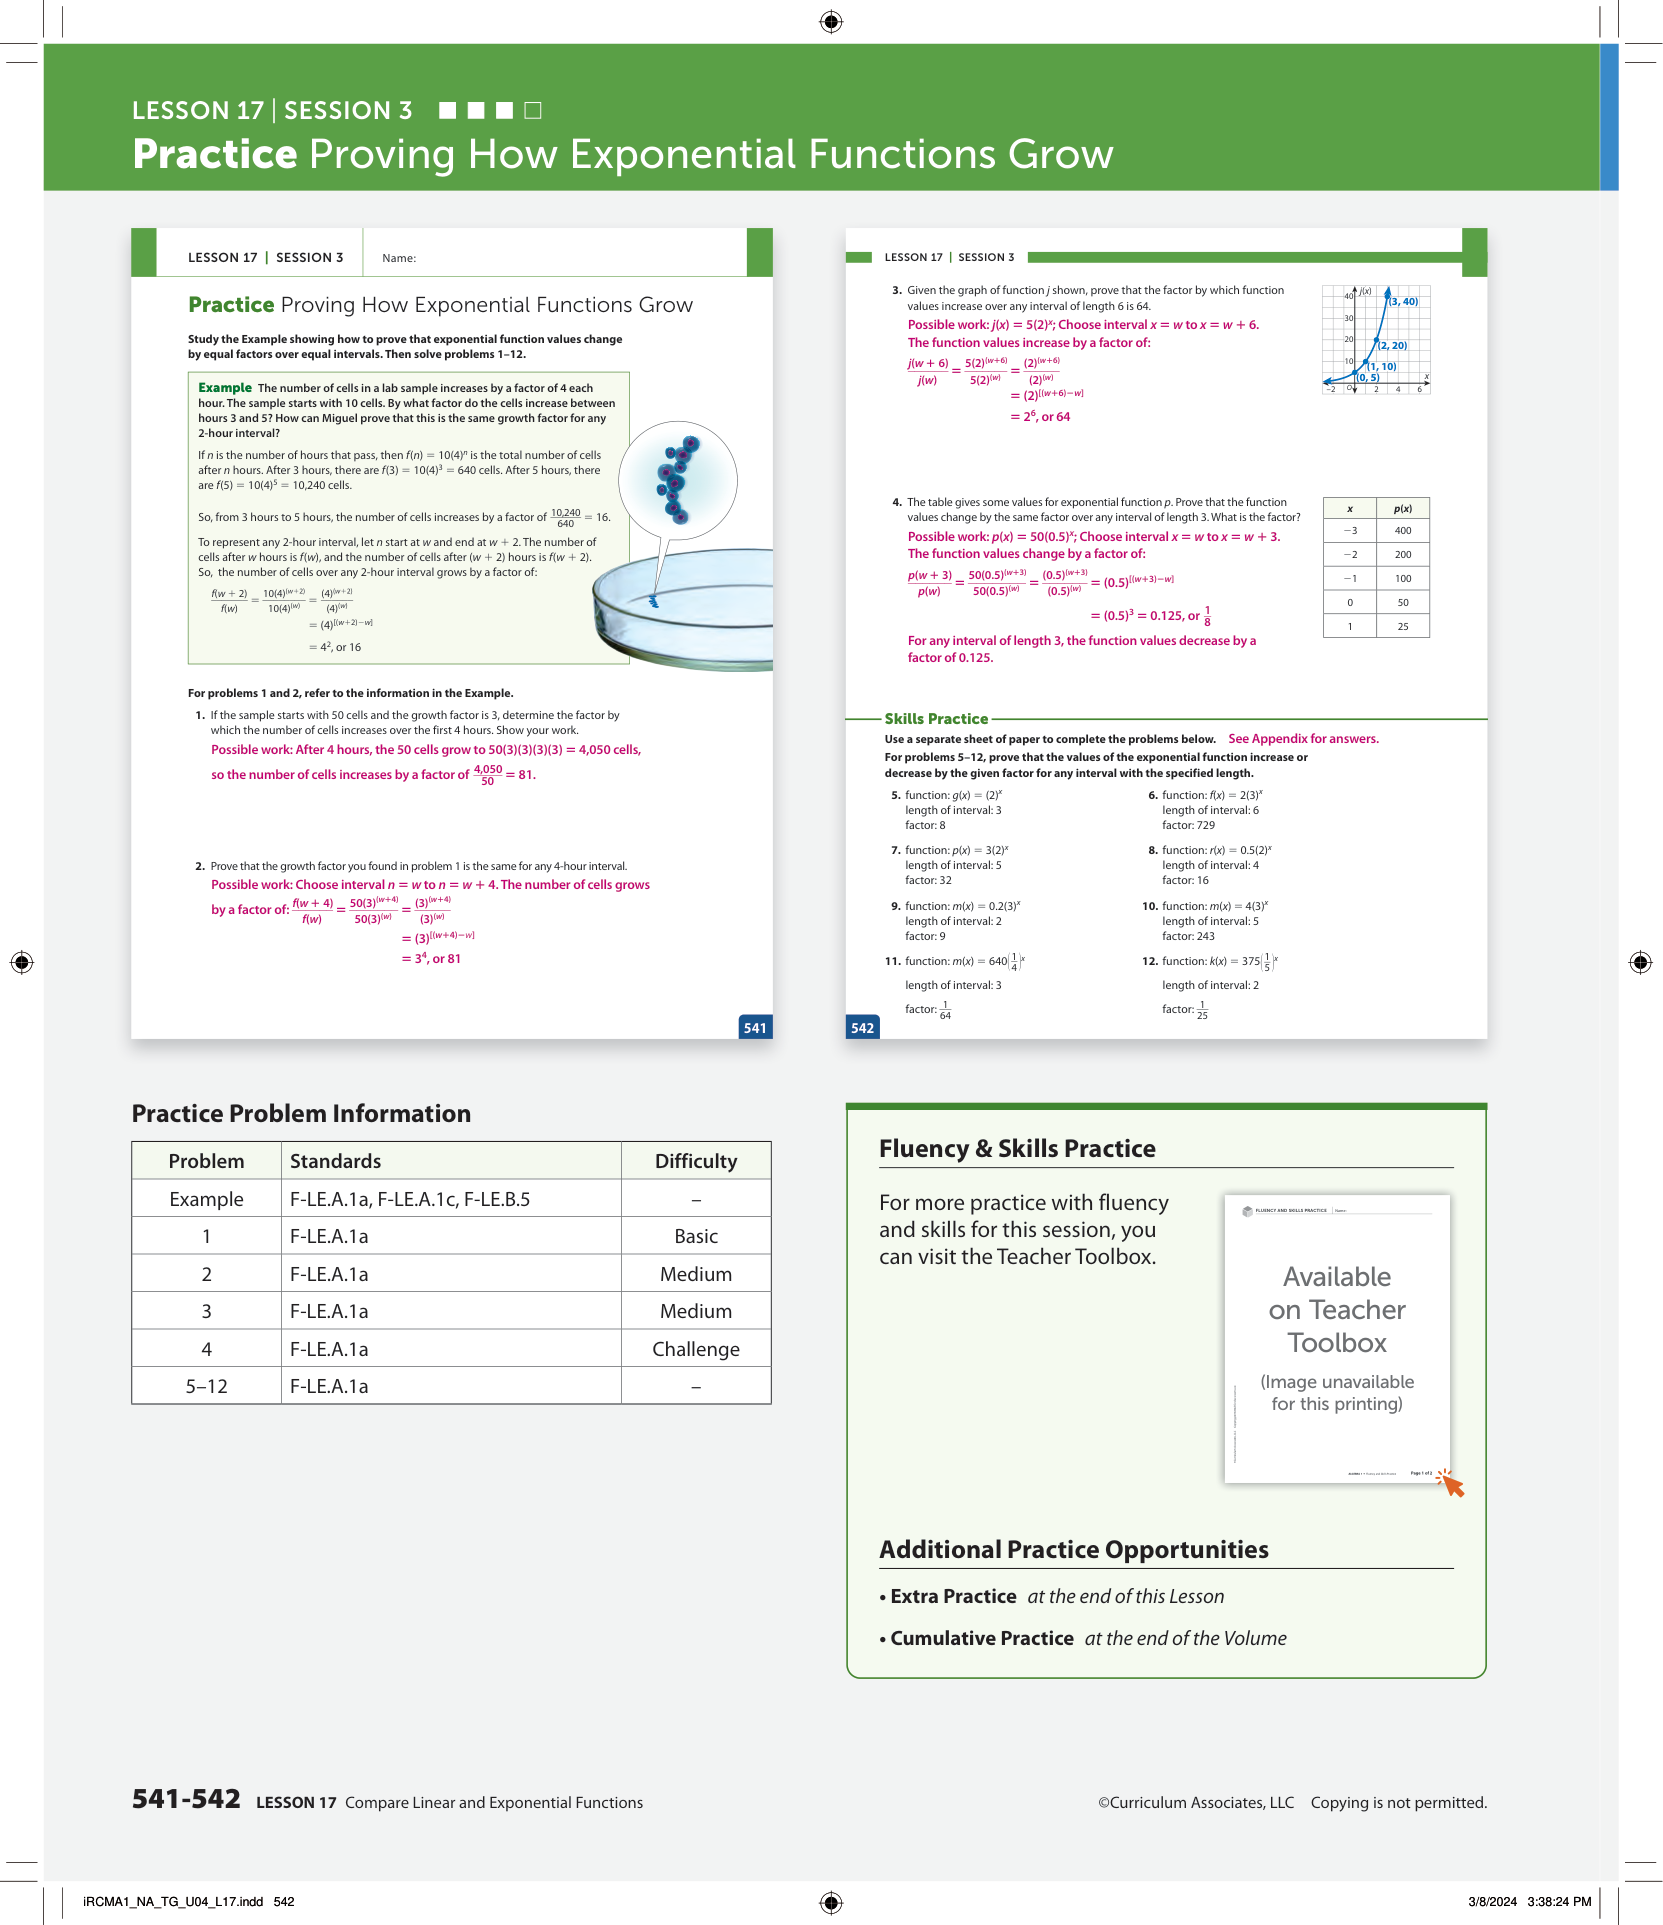 LESSON 17 | SESSION 3
Practice Proving How Exponential Functions Grow
LESSON 17 | SESSION 3
Name:
Practice Proving How Exponential Functions Grow
Study the Example showing how to prove that exponential function values change
by equal factors over equal intervals. Then solve problems 1–12.
Example The number of cells in a lab sample increases by a factor of 4 each
hour. The sample starts with 10 cells. By what factor do the cells increase between
hours 3 and 5? How can Miguel prove that this is the same growth factor for any
2-hour interval?
If n is the number of hours that pass, then f(n) = 10(4)ⁿ is the total number of cells
after n hours. After 3 hours, there are f(3) = 10(4)³ = 640 cells. After 5 hours, there
are f(5) = 10(4)⁵ = 10,240 cells.
So, from 3 hours to 5 hours, the number of cells increases by a factor of 10,240/640 = 16.
To represent any 2-hour interval, let n start at w and end at w + 2. The number of
cells after w hours is f(w), and the number of cells after (w + 2) hours is f(w + 2).
So, the number of cells over any 2-hour interval grows by a factor of:
f(w + 2)/f(w) = 10(4)^(w+2)/10(4)^(w) = (4)^(w+2)/(4)^(w)
= (4)^[(w+2)−w]
= 4², or 16
For problems 1 and 2, refer to the information in the Example.
1. If the sample starts with 50 cells and the growth factor is 3, determine the factor by
which the number of cells increases over the first 4 hours. Show your work.
Possible work: After 4 hours, the 50 cells grow to 50(3)(3)(3)(3) = 4,050 cells,
so the number of cells increases by a factor of 4,050/50 = 81.
2. Prove that the growth factor you found in problem 1 is the same for any 4-hour interval.
Possible work: Choose interval n = w to n = w + 4. The number of cells grows
by a factor of: f(w + 4)/f(w) = 50(3)^(w+4)/50(3)^(w) = (3)^(w+4)/(3)^(w)
= (3)^[(w+4)−w]
= 3⁴, or 81
541
LESSON 17 | SESSION 3
3. Given the graph of function j shown, prove that the factor by which function
values increase over any interval of length 6 is 64.
Possible work: j(x) = 5(2)ˣ; Choose interval x = w to x = w + 6.
The function values increase by a factor of:
j(w + 6)/j(w) = 5(2)^(w+6)/5(2)^(w) = (2)^(w+6)/(2)^(w)
= (2)^[(w+6)−w]
= 2⁶, or 64
j(x)
40
(3, 40)
30
20
(2, 20)
10
(1, 10)
(0, 5)
x
−2 O 2 4 6
4. The table gives some values for exponential function p. Prove that the function
values change by the same factor over any interval of length 3. What is the factor?
Possible work: p(x) = 50(0.5)ˣ; Choose interval x = w to x = w + 3.
The function values change by a factor of:
p(w + 3)/p(w) = 50(0.5)^(w+3)/50(0.5)^(w) = (0.5)^(w+3)/(0.5)^(w) = (0.5)^[(w+3)−w]
= (0.5)³ = 0.125, or 1/8
For any interval of length 3, the function values decrease by a
factor of 0.125.
x p(x)
−3 400
−2 200
−1 100
0 50
1 25
Skills Practice
Use a separate sheet of paper to complete the problems below. See Appendix for answers.
For problems 5–12, prove that the values of the exponential function increase or
decrease by the given factor for any interval with the specified length.
5. function: g(x) = (2)ˣ
length of interval: 3
factor: 8
6. function: f(x) = 2(3)ˣ
length of interval: 6
factor: 729
7. function: p(x) = 3(2)ˣ
length of interval: 5
factor: 32
8. function: r(x) = 0.5(2)ˣ
length of interval: 4
factor: 16
9. function: m(x) = 0.2(3)ˣ
length of interval: 2
factor: 9
10. function: m(x) = 4(3)ˣ
length of interval: 5
factor: 243
11. function: m(x) = 640(1/4)ˣ
length of interval: 3
factor: 1/64
12. function: k(x) = 375(1/5)ˣ
length of interval: 2
factor: 1/25
542
Practice Problem Information
Problem Standards Difficulty
Example F-LE.A.1a, F-LE.A.1c, F-LE.B.5 –
1 F-LE.A.1a Basic
2 F-LE.A.1a Medium
3 F-LE.A.1a Medium
4 F-LE.A.1a Challenge
5–12 F-LE.A.1a –
Fluency & Skills Practice
For more practice with fluency
and skills for this session, you
can visit the Teacher Toolbox.
FLUENCY AND SKILLS PRACTICE | Name:
Available
on Teacher
Toolbox
(Image unavailable
for this printing)
Page 1 of 2
Additional Practice Opportunities
• Extra Practice at the end of this Lesson
• Cumulative Practice at the end of the Volume
541-542 LESSON 17 Compare Linear and Exponential Functions
©Curriculum Associates, LLC Copying is not permitted.
iRCMA1_NA_TG_U04_L17.indd 542
3/8/2024 3:38:24 PM